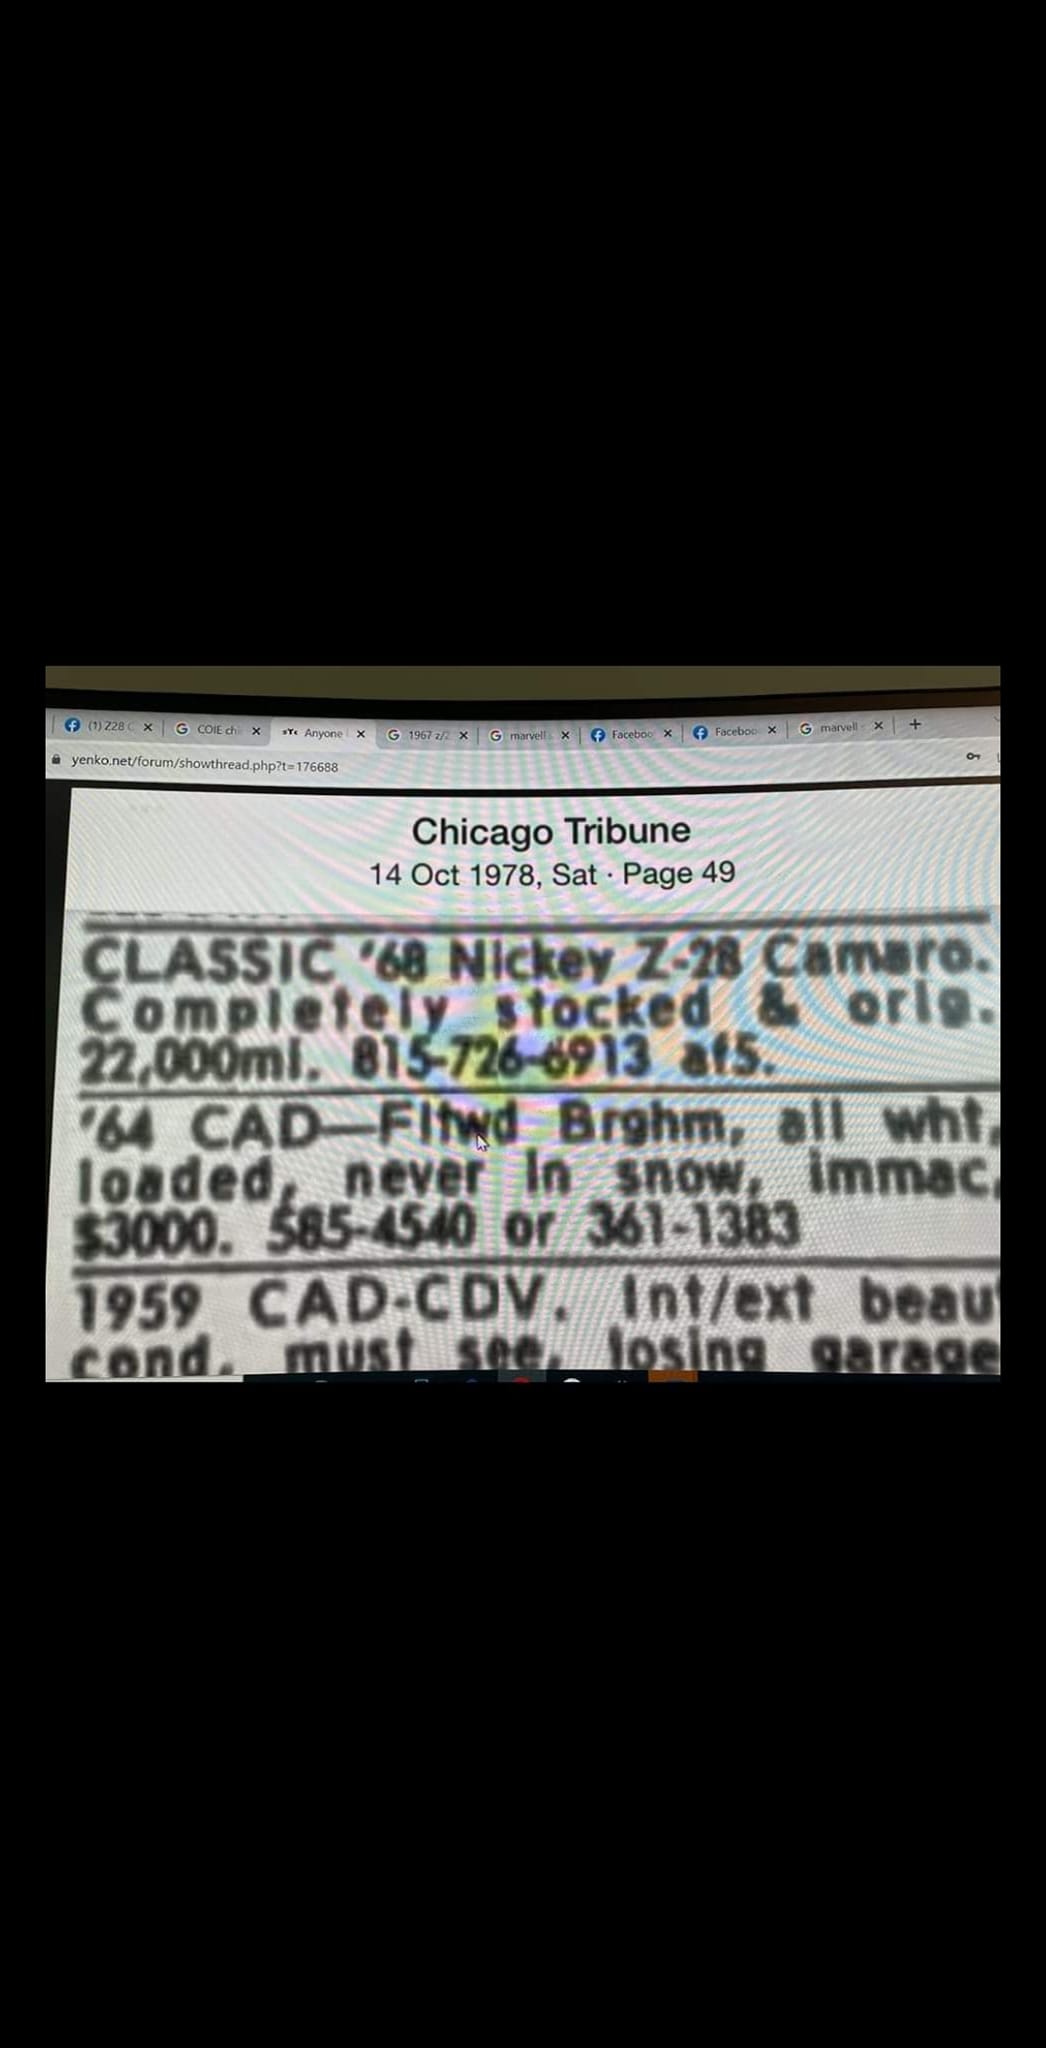 (1) Z28 C
COIE chi
sYc Anyone
1967 z/2
marvell
Faceboo
Faceboo
marvell
yenko.net/forum/showthread.php?t=176688
Chicago Tribune
14 Oct 1978, Sat · Page 49
CLASSIC '68 Nickey Z-28 Camaro.
Completely stocked & orig.
22,000mi. 815-726-6913 af5.
'64 CAD—Fltwd Brghm, all wht,
loaded, never in snow, immac,
$3000. 585-4540 or 361-1383
1959 CAD-CDV. Int/ext beau
cond. must see, losing garage